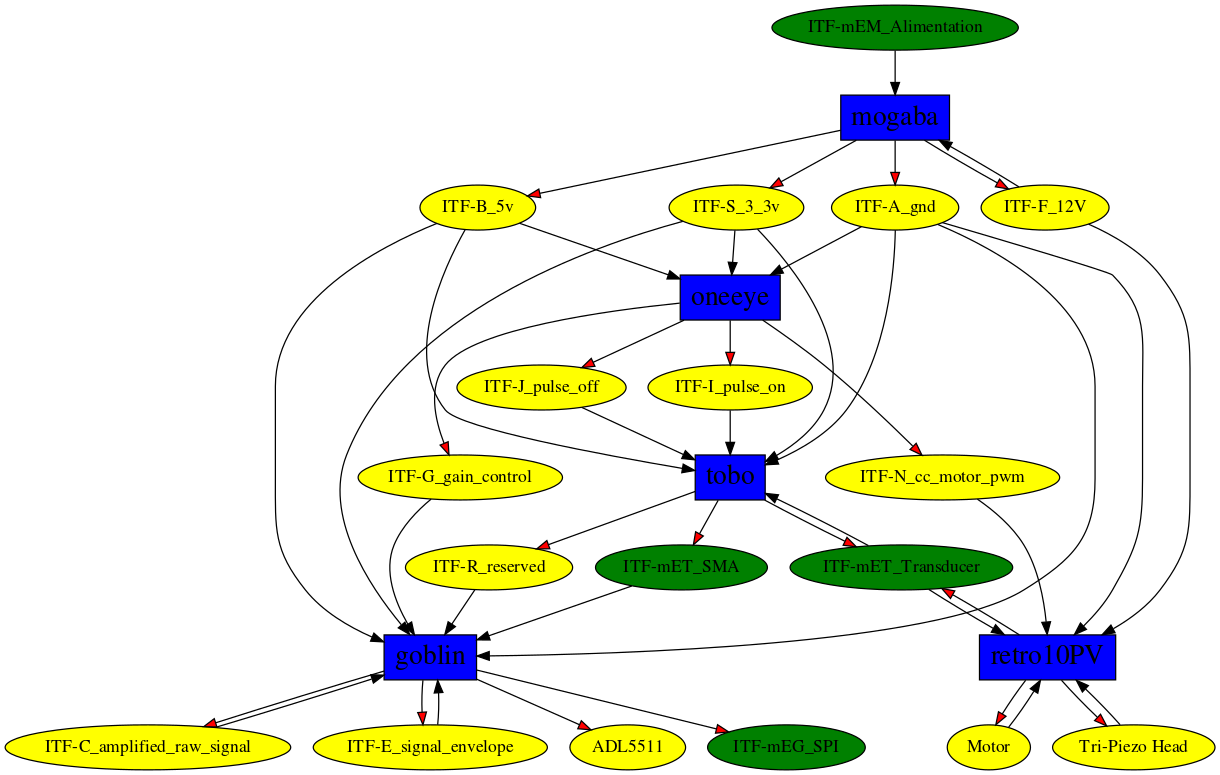 ITF-mEM_Alimentation
mogaba
ITF-B_5v
ITF-S_3_3v
ITF-A_gnd
ITF-F_12V
oneeye
ITF-J_pulse_off
ITF-I_pulse_on
ITF-G_gain_control
tobo
ITF-N_cc_motor_pwm
ITF-R_reserved
ITF-mET_SMA
ITF-mET_Transducer
goblin
retro10PV
ITF-C_amplified_raw_signal
ITF-E_signal_envelope
ADL5511
ITF-mEG_SPI
Motor
Tri-Piezo Head